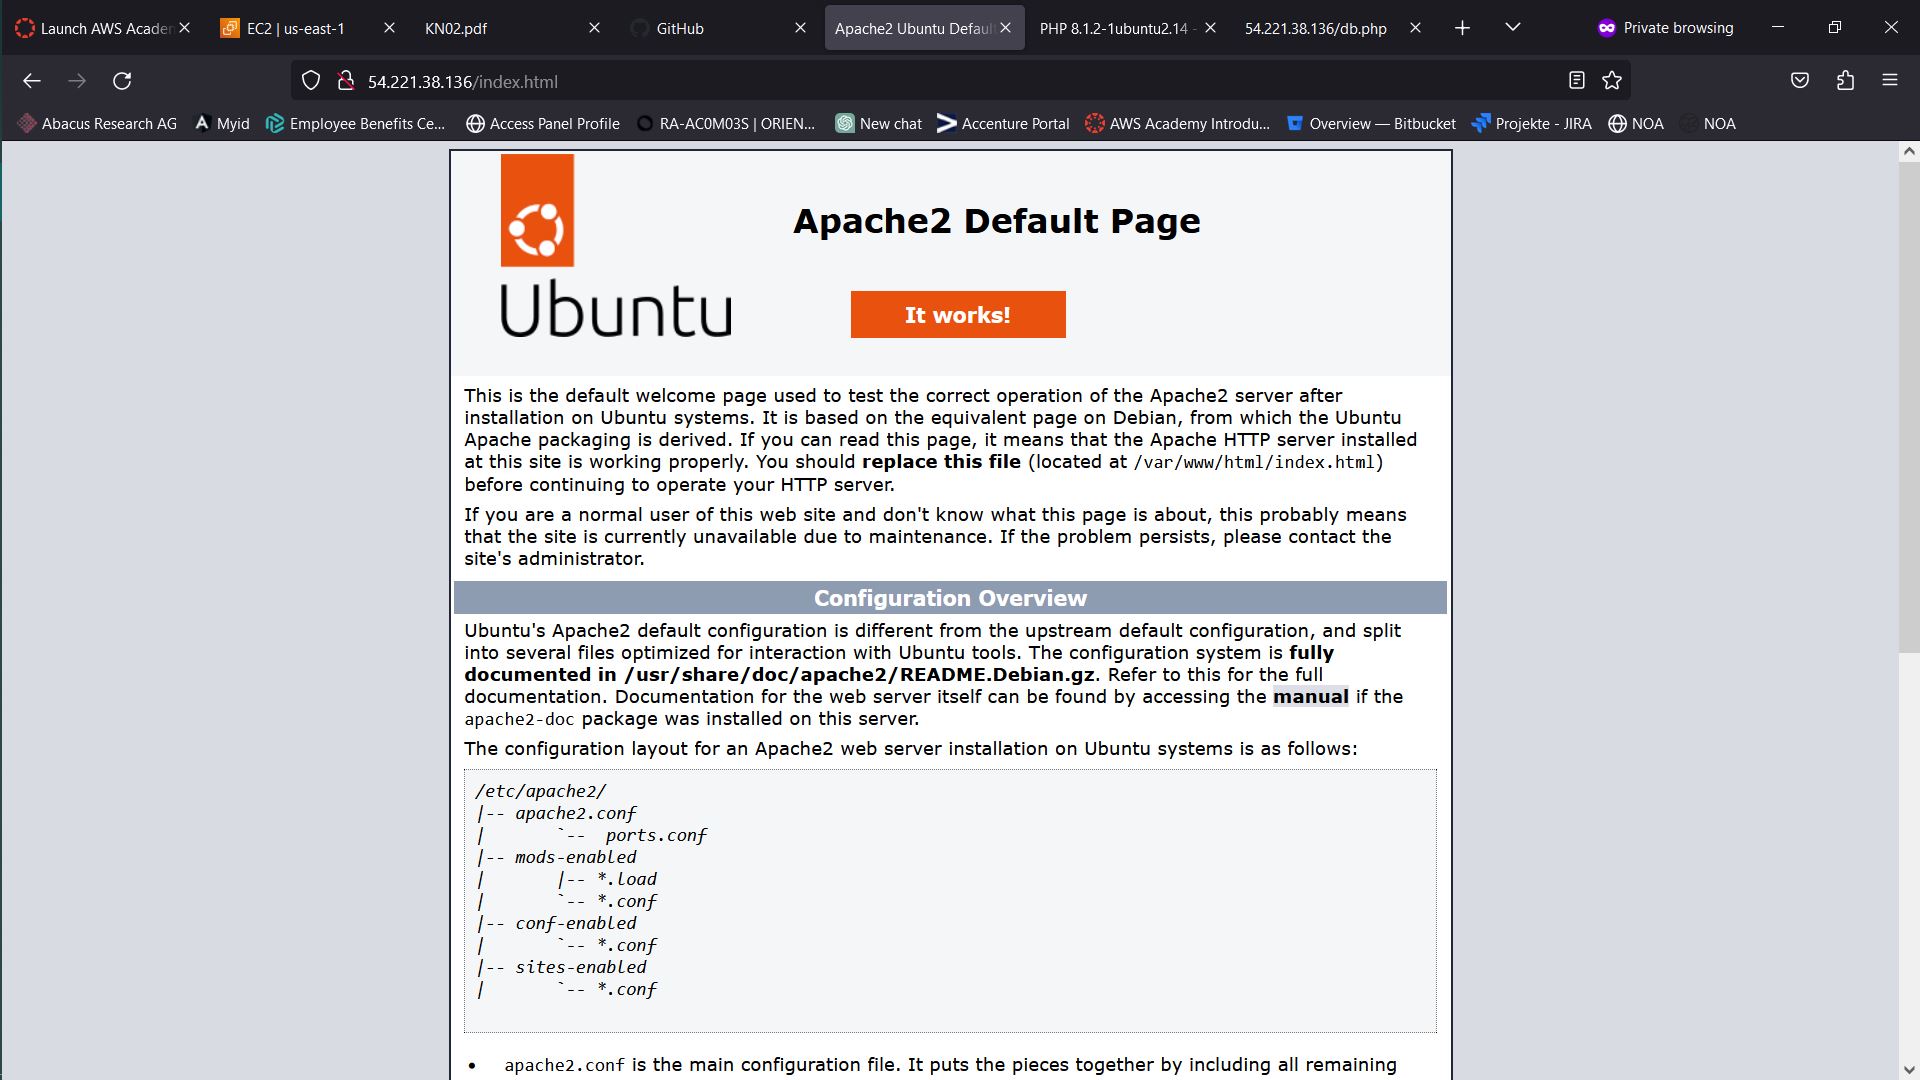 Launch AWS Acaden
EC2 | us-east-1
KN02.pdf
GitHub
Apache2 Ubuntu Defaul
PHP 8.1.2-1ubuntu2.14 -
54.221.38.136/db.php
Private browsing
54.221.38.136/index.html
Abacus Research AG
Myid
Employee Benefits Ce...
Access Panel Profile
RA-AC0M03S | ORIEN...
New chat
Accenture Portal
AWS Academy Introdu...
Overview — Bitbucket
Projekte - JIRA
NOA
NOA
Ubuntu
Apache2 Default Page
It works!
This is the default welcome page used to test the correct operation of the Apache2 server after
installation on Ubuntu systems. It is based on the equivalent page on Debian, from which the Ubuntu
Apache packaging is derived. If you can read this page, it means that the Apache HTTP server installed
at this site is working properly. You should replace this file (located at /var/www/html/index.html)
before continuing to operate your HTTP server.
If you are a normal user of this web site and don't know what this page is about, this probably means
that the site is currently unavailable due to maintenance. If the problem persists, please contact the
site's administrator.
Configuration Overview
Ubuntu's Apache2 default configuration is different from the upstream default configuration, and split
into several files optimized for interaction with Ubuntu tools. The configuration system is fully
documented in /usr/share/doc/apache2/README.Debian.gz. Refer to this for the full
documentation. Documentation for the web server itself can be found by accessing the manual if the
apache2-doc package was installed on this server.
The configuration layout for an Apache2 web server installation on Ubuntu systems is as follows:
/etc/apache2/
|-- apache2.conf
|       `--  ports.conf
|-- mods-enabled
|       |-- *.load
|       `-- *.conf
|-- conf-enabled
|       `-- *.conf
|-- sites-enabled
|       `-- *.conf
• apache2.conf is the main configuration file. It puts the pieces together by including all remaining